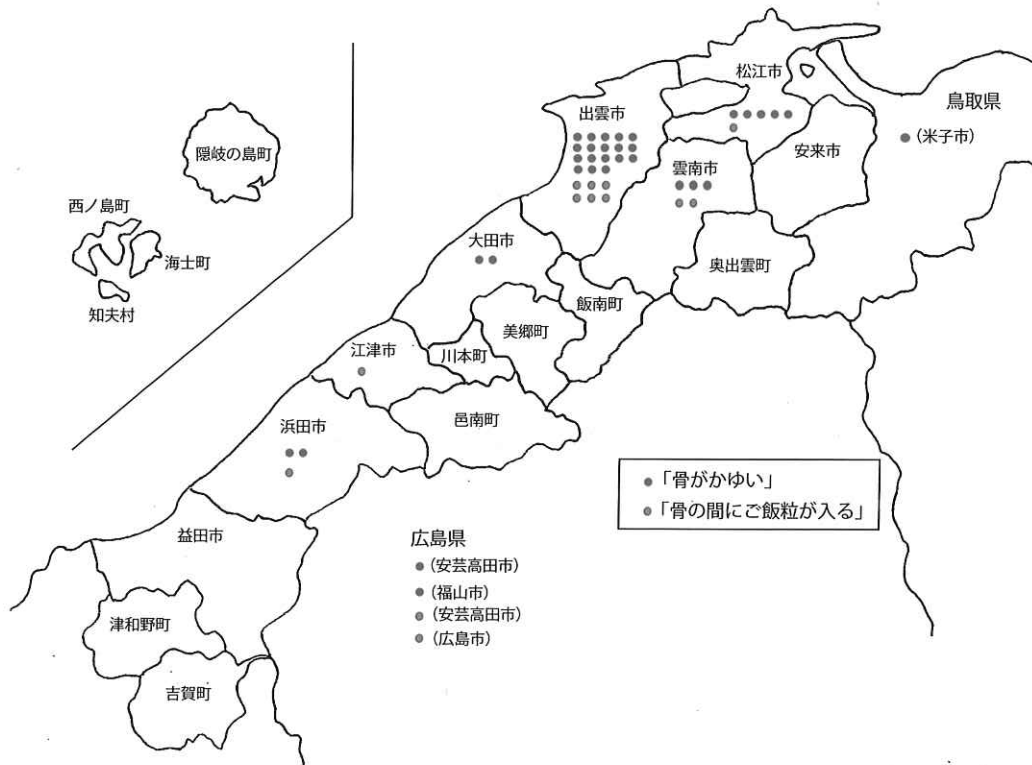 松江市
鳥取県
出雲市
(米子市)
隠岐の島町
安来市
雲南市
西ノ島町
大田市
海士町
奥出雲町
飯南町
知夫村
美郷町
江津市
川本町
浜田市
邑南町
「骨がかゆい」
「骨の間にご飯粒が入る」
益田市
広島県
(安芸高田市)
(福山市)
(安芸高田市)
(広島市)
津和野町
吉賀町